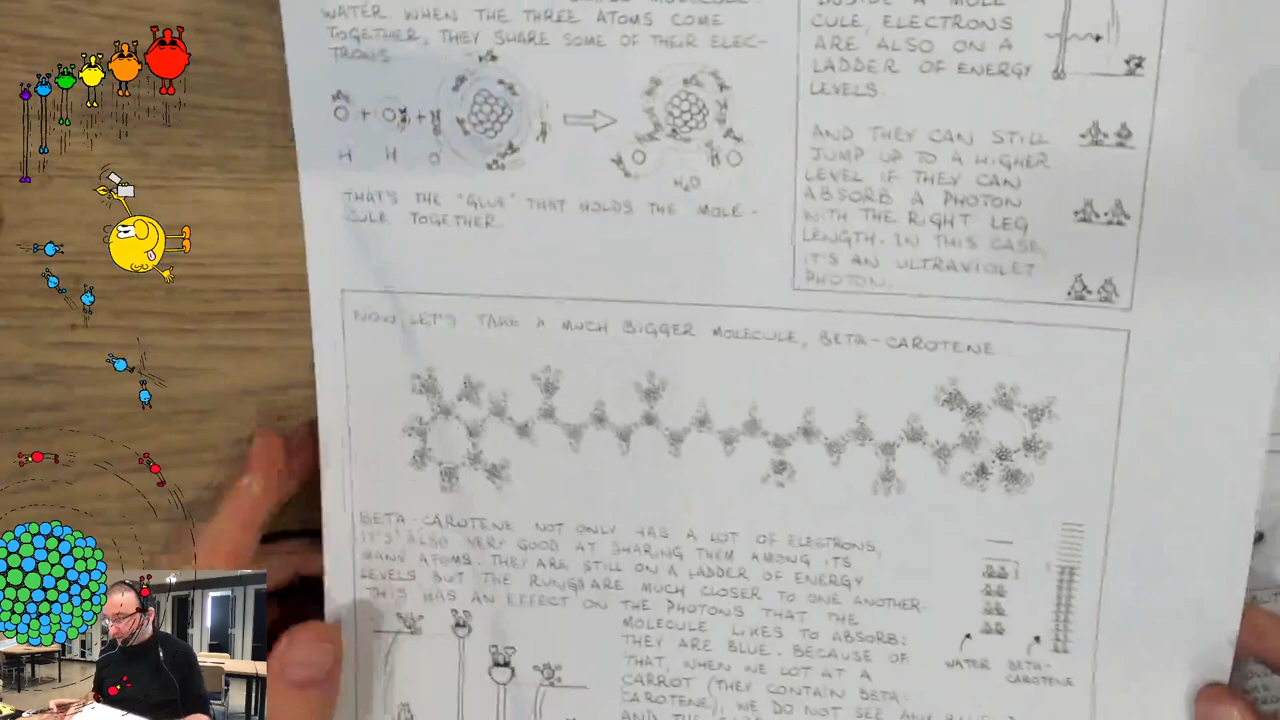 WATER WHEN THE THREE ATOMS COME
TOGETHER, THEY SHARE SOME OF THEIR ELEC-
TRONS
O + O + 
H H O
H₂O
THAT'S THE "GLUE" THAT HOLDS THE MOLE-
CULE TOGETHER.
INSIDE A MOLE
CULE, ELECTRONS
ARE ALSO ON A
LADDER OF ENERGY
LEVELS.
AND THEY CAN STILL
JUMP UP TO A HIGHER
LEVEL IF THEY CAN
ABSORB A PHOTON
WITH THE RIGHT LEG
LENGTH. IN THIS CASE,
IT'S AN ULTRAVIOLET
PHOTON.
NOW LET'S TAKE A MUCH BIGGER MOLECULE, BETA-CAROTENE
BETA-CAROTENE NOT ONLY HAS A LOT OF ELECTRONS,
IT'S ALSO VERY GOOD AT SHARING THEM AMONG ITS
MANY ATOMS. THEY ARE STILL ON A LADDER OF ENERGY
LEVELS, BUT THE RUNGS ARE MUCH CLOSER TO ONE ANOTHER.
THIS HAS AN EFFECT ON THE PHOTONS THAT THE
MOLECULE LIKES TO ABSORB:
THEY ARE BLUE. BECAUSE OF
THAT, WHEN WE LOT AT A
CARROT (THEY CONTAIN BETA
CAROTENE), WE DO NOT SEE ANY
AND THE
WATER BETA-
CAROTENE